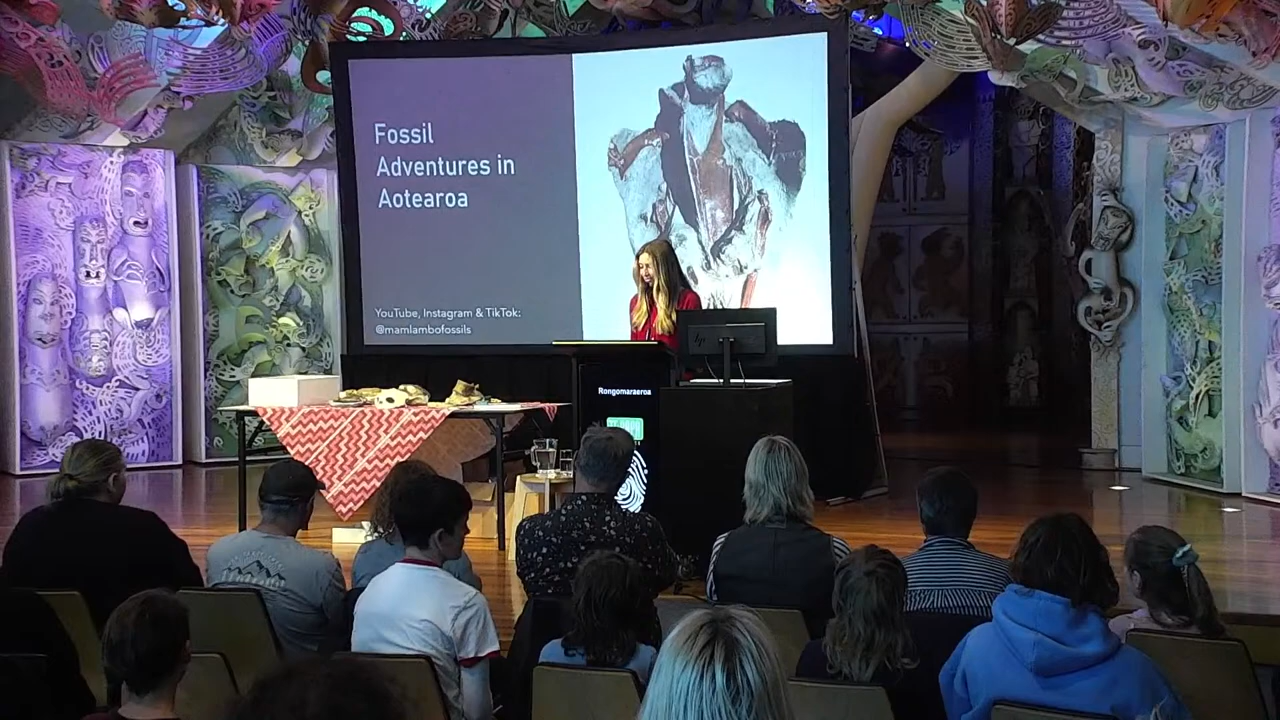 Fossil
Adventures in
Aotearoa
YouTube, Instagram & TikTok:
@mamlambofossils
Rongomaraeroa